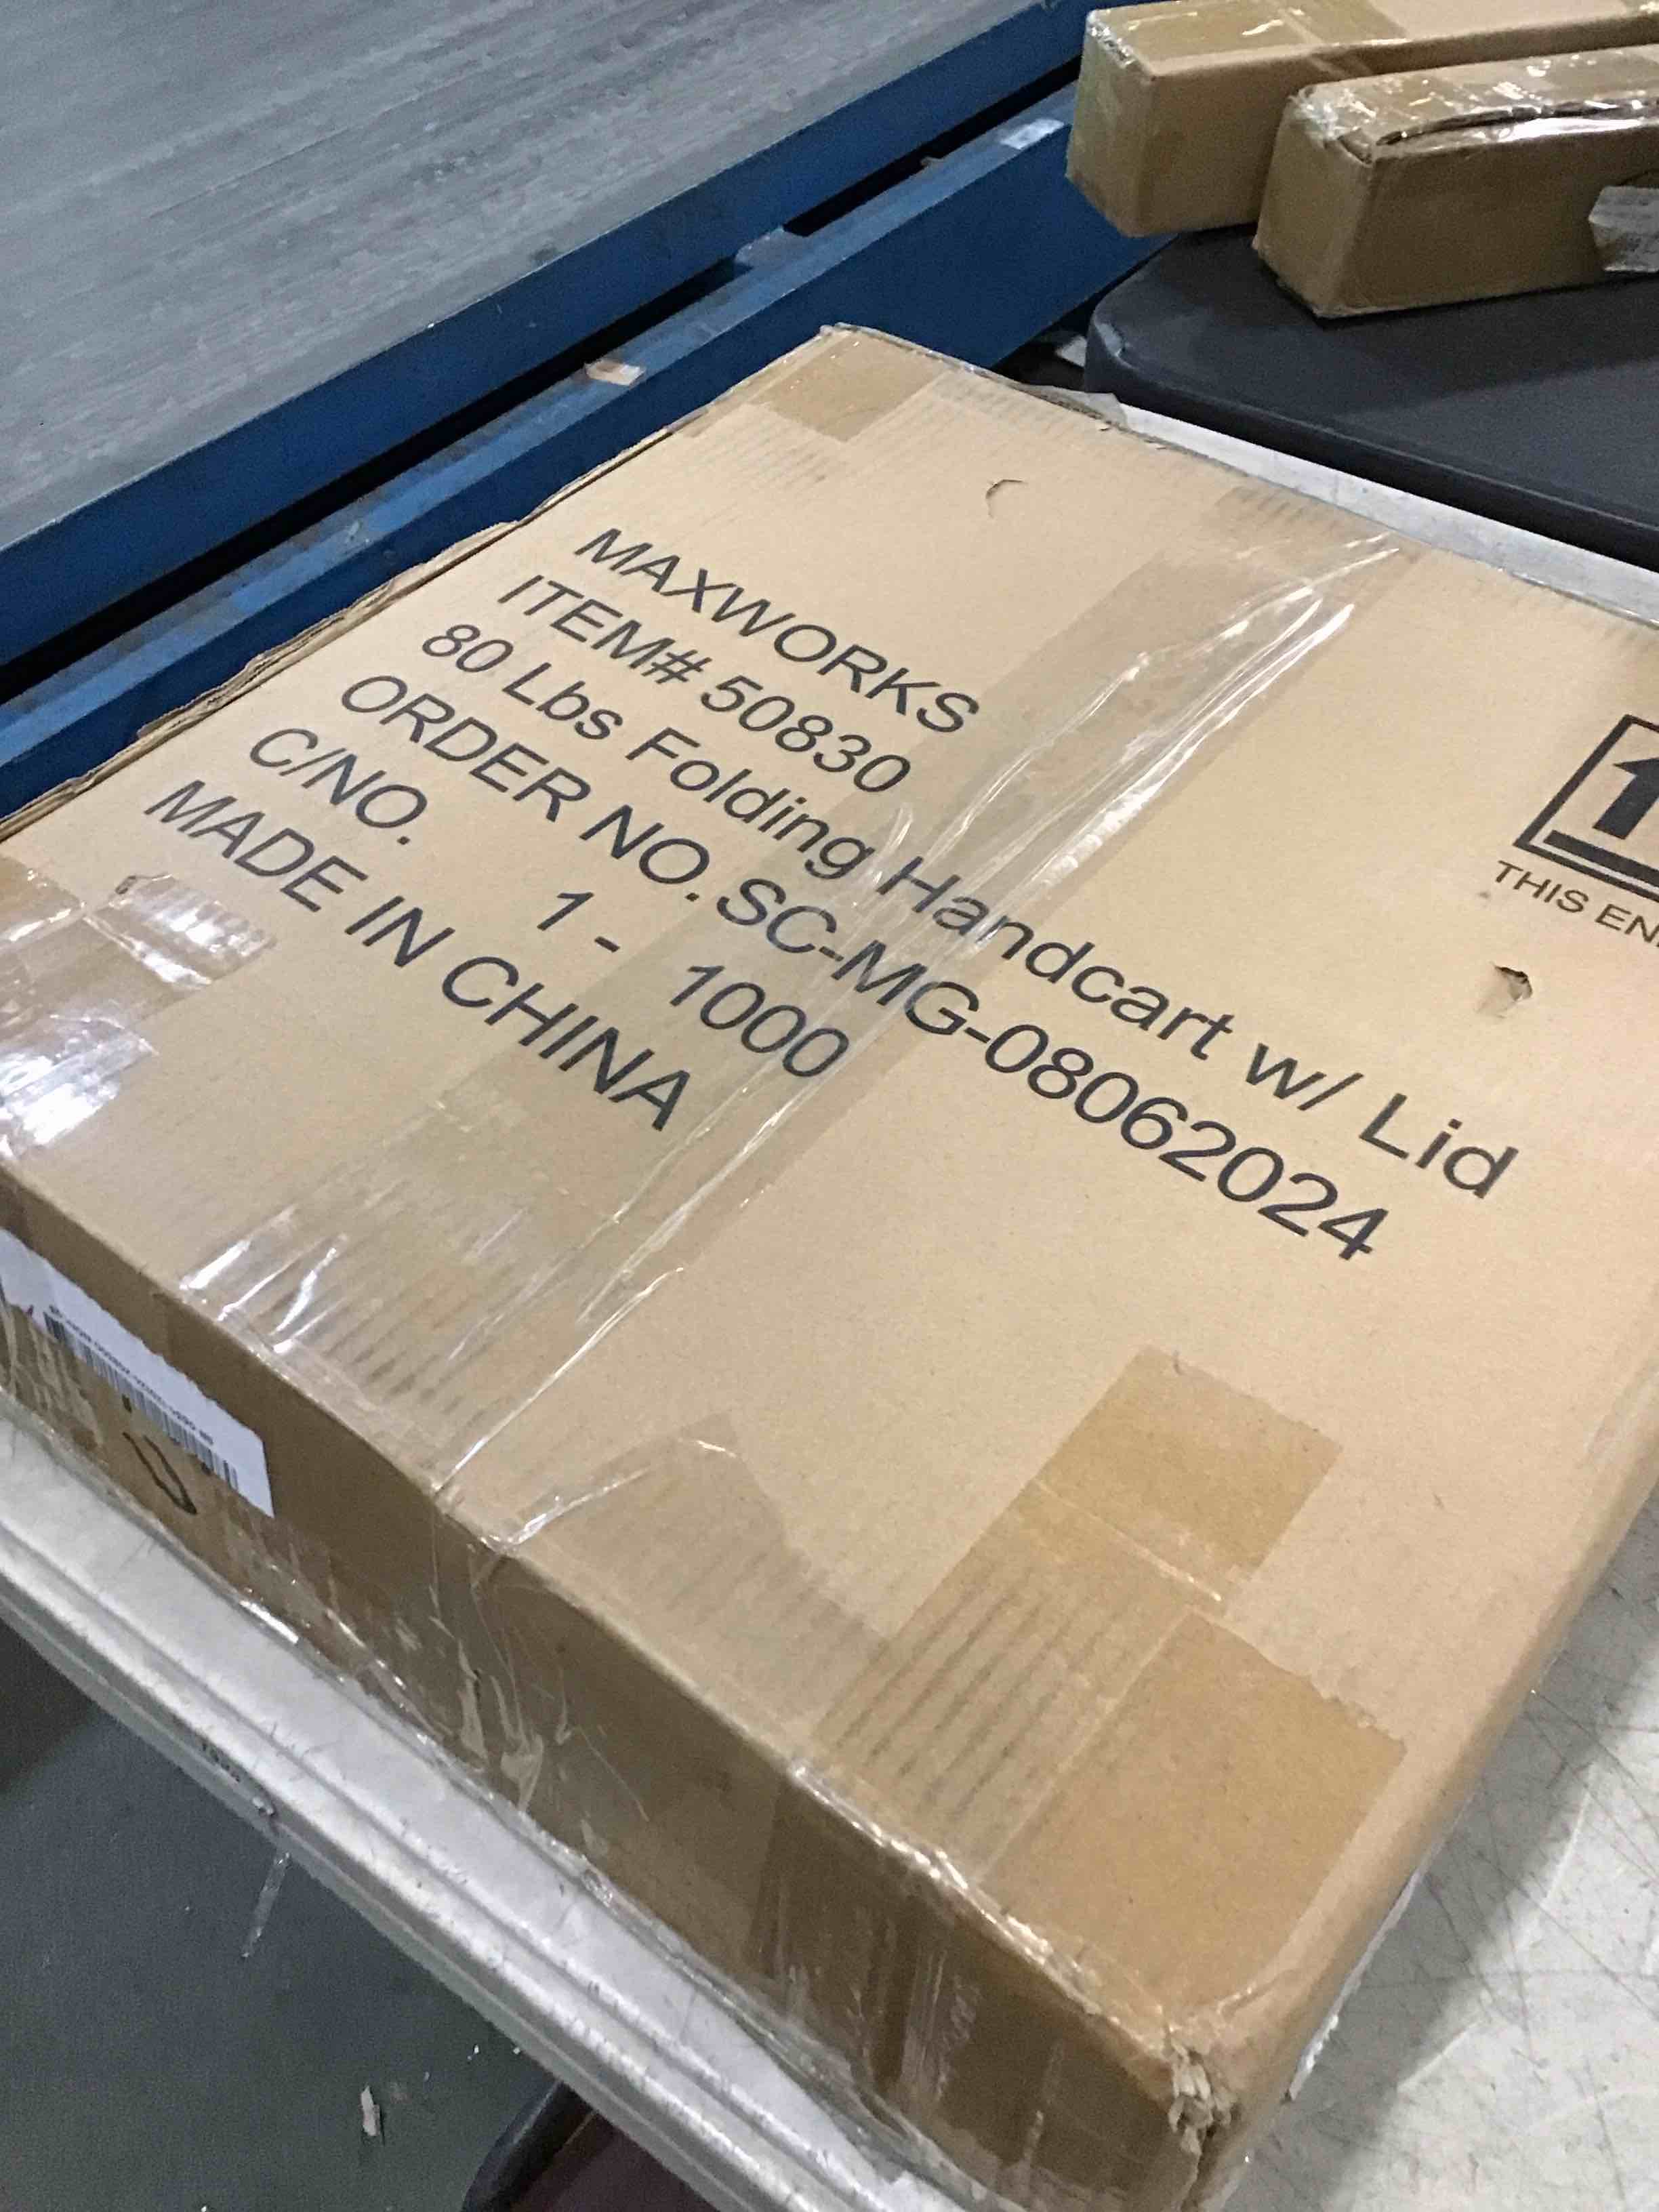 MAXWORKS
ITEM# 50830
80 Lbs Folding Handcart w/ Lid
ORDER NO. SC-MG-08062024
C/NO. 1 - 1000
MADE IN CHINA
THIS